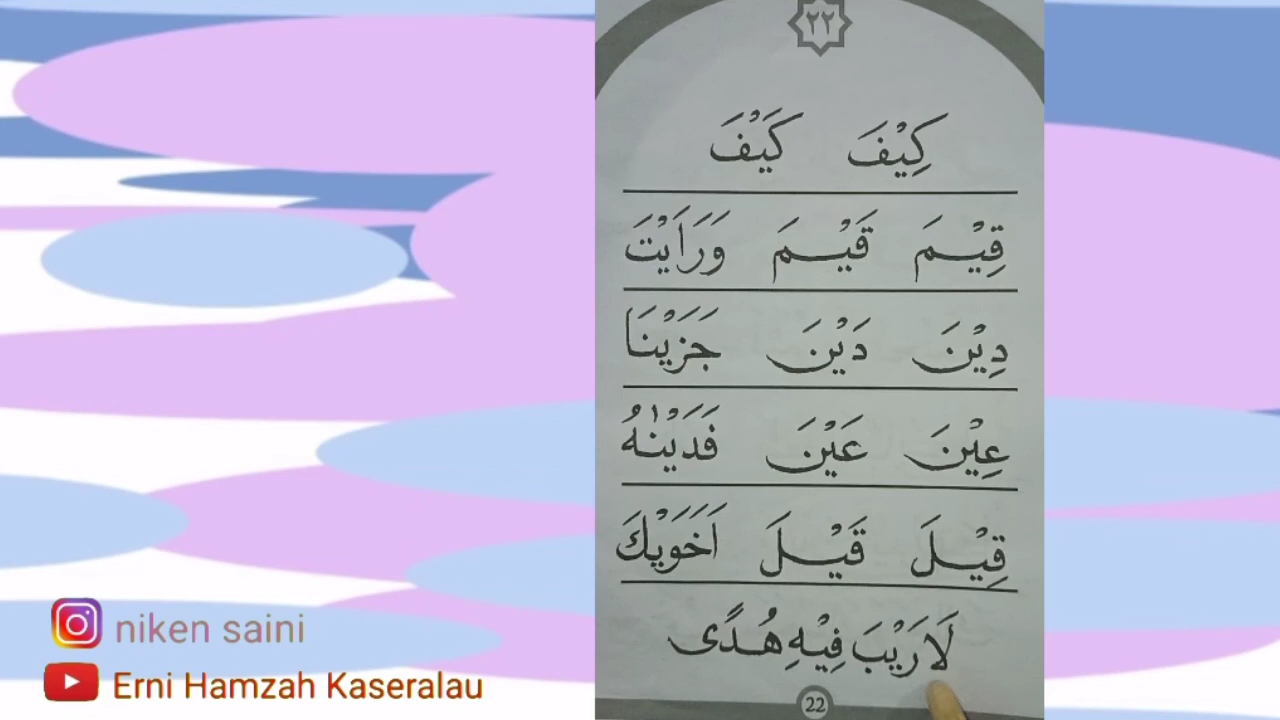 ٢٢
كِيْفَ كَيْفَ
قِيْمَ قَيْمَ وَرَاَيْتَ
دِيْنَ دَيْنَ جَزَيْنَا
عِيْنَ عَيْنَ فَدَيْنٰهُ
قِيْلَ قَيْلَ اَخَوَيْكَ
لَا رَيْبَ فِيْهِ هُدًى
22
niken saini
Erni Hamzah Kaseralau